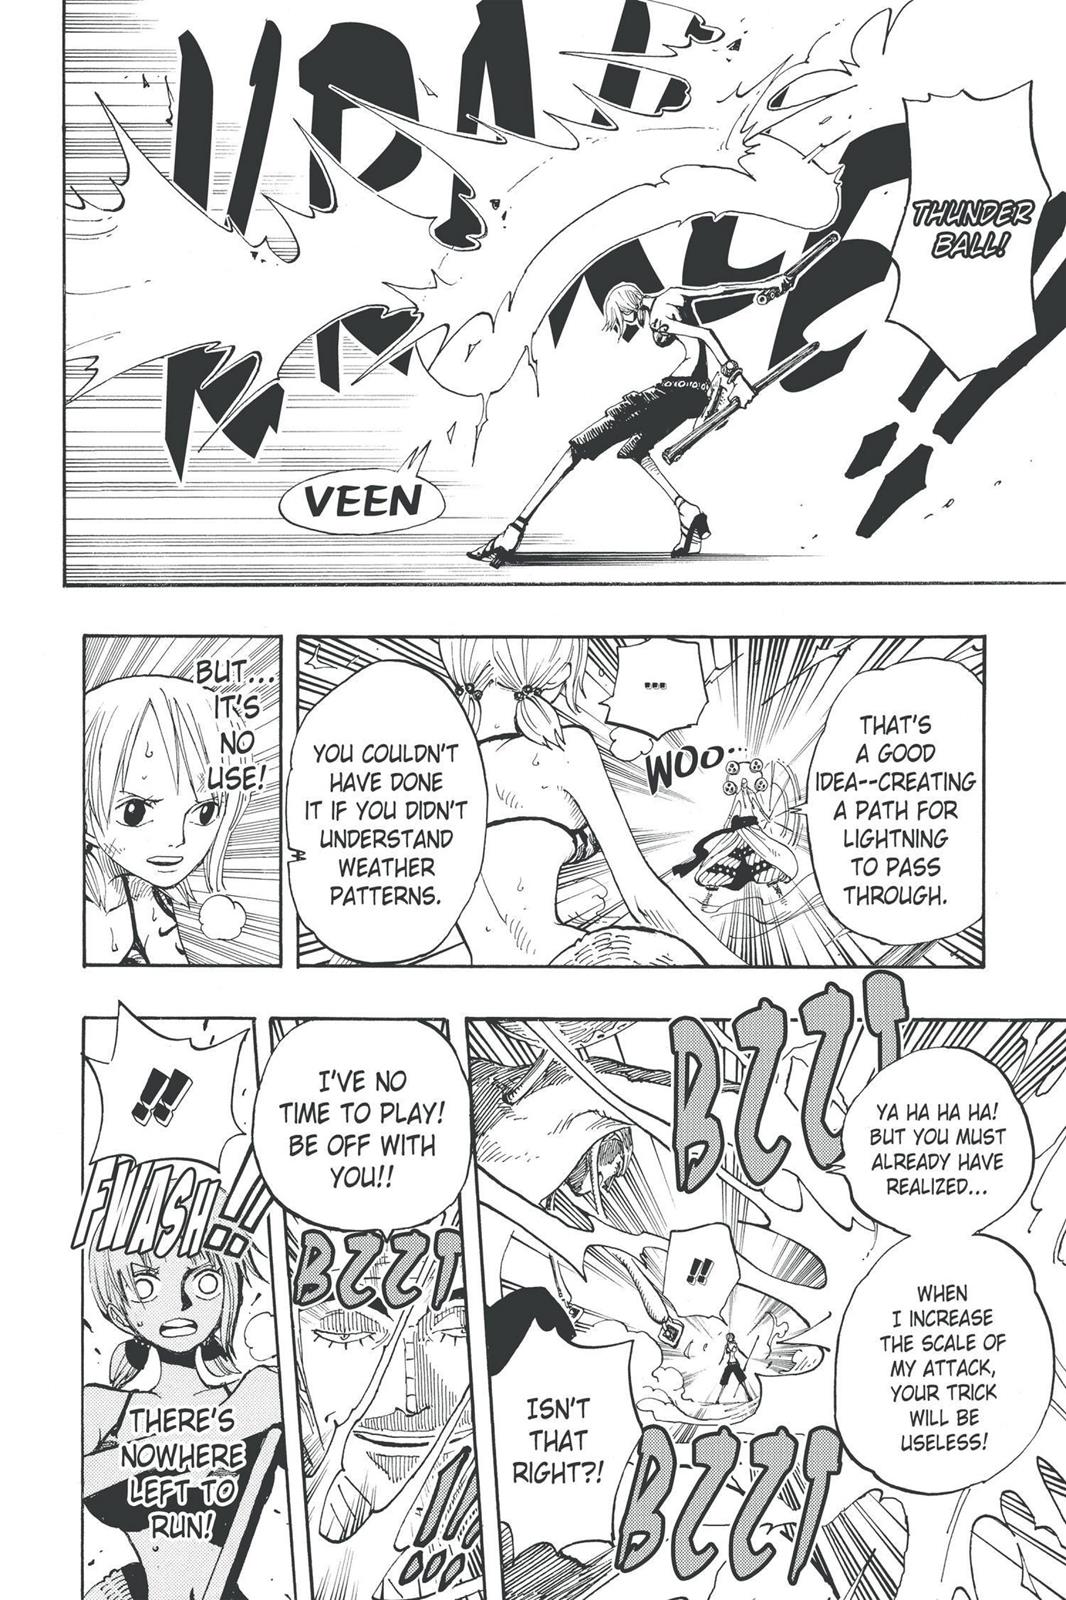 THUNDER
BALL!
VEEN
THAT'S
A GOOD
IDEA--CREATING
A PATH FOR
LIGHTNING
TO PASS
THROUGH.
...
WOO...
YOU COULDN'T
HAVE DONE
IT IF YOU DIDN'T
UNDERSTAND
WEATHER
PATTERNS.
BUT...
IT'S
NO
USE!
BZZT
YA HA HA HA!
BUT YOU MUST
ALREADY HAVE
REALIZED...
!!
WHEN
I INCREASE
THE SCALE OF
MY ATTACK,
YOUR TRICK
WILL BE
USELESS!
ISN'T
THAT
RIGHT?!
BZZT
I'VE NO
TIME TO PLAY!
BE OFF WITH
YOU!!
BZZT
!!!
!!
FWASH!!
THERE'S
NOWHERE
LEFT TO
RUN!